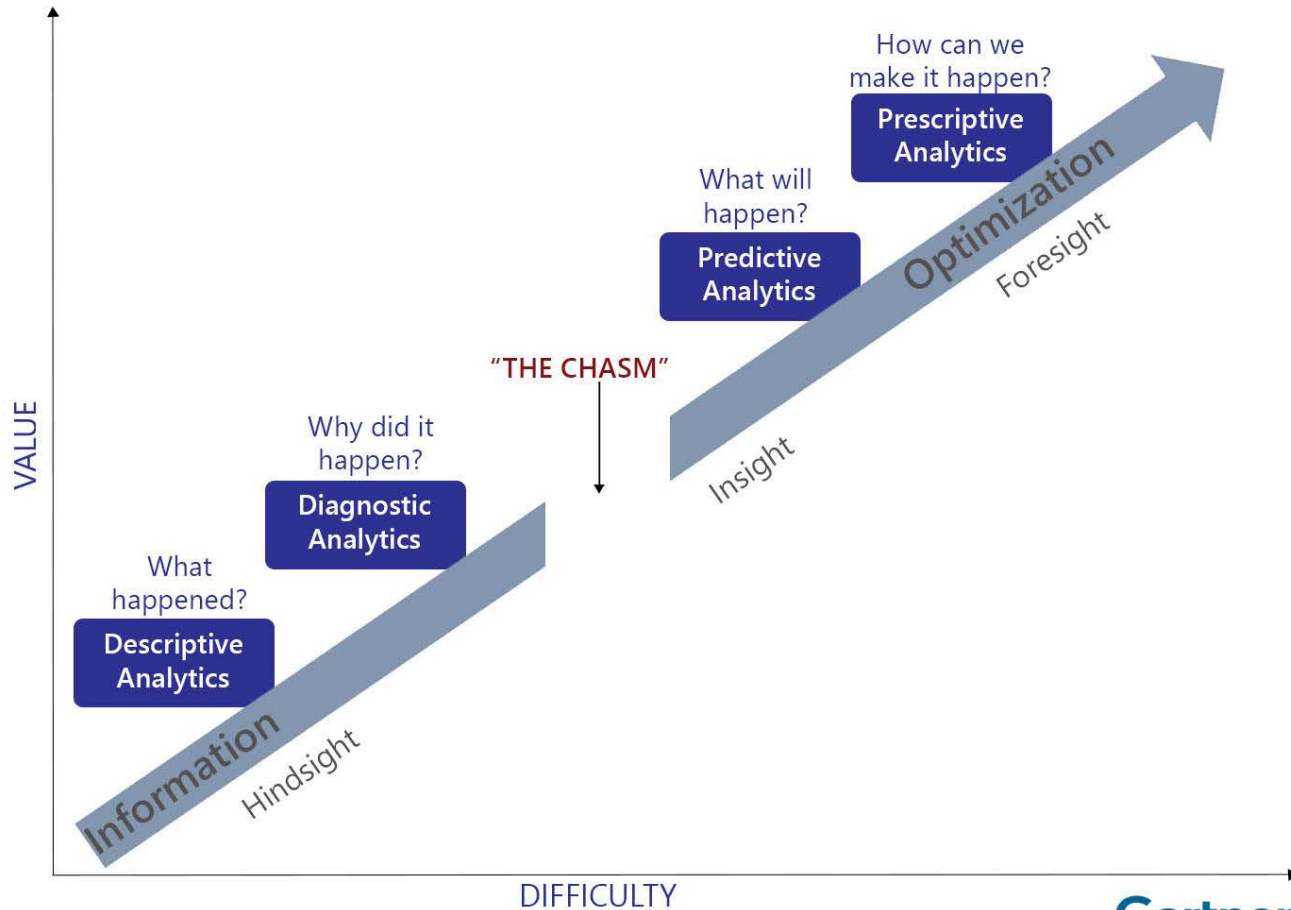 How can we
make it happen?
Prescriptive
Analytics
What will
happen?
Predictive
Analytics
Optimization
Foresight
"THE CHASM"
Insight
Why did it
happen?
Diagnostic
Analytics
What
happened?
Descriptive
Analytics
Information
Hindsight
VALUE
DIFFICULTY